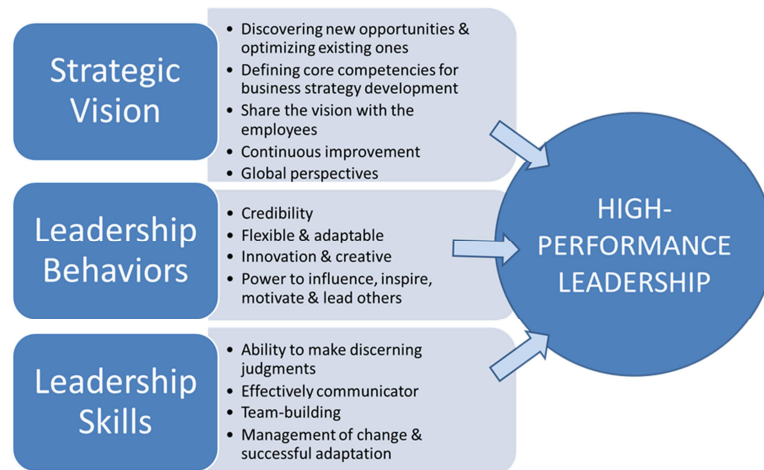 Strategic
Vision
• Discovering new opportunities &
optimizing existing ones
• Defining core competencies for
business strategy development
• Share the vision with the
employees
• Continuous improvement
• Global perspectives
Leadership
Behaviors
• Credibility
• Flexible & adaptable
• Innovation & creative
• Power to influence, inspire,
motivate & lead others
Leadership
Skills
• Ability to make discerning
judgments
• Effectively communicator
• Team-building
• Management of change &
successful adaptation
HIGH-
PERFORMANCE
LEADERSHIP